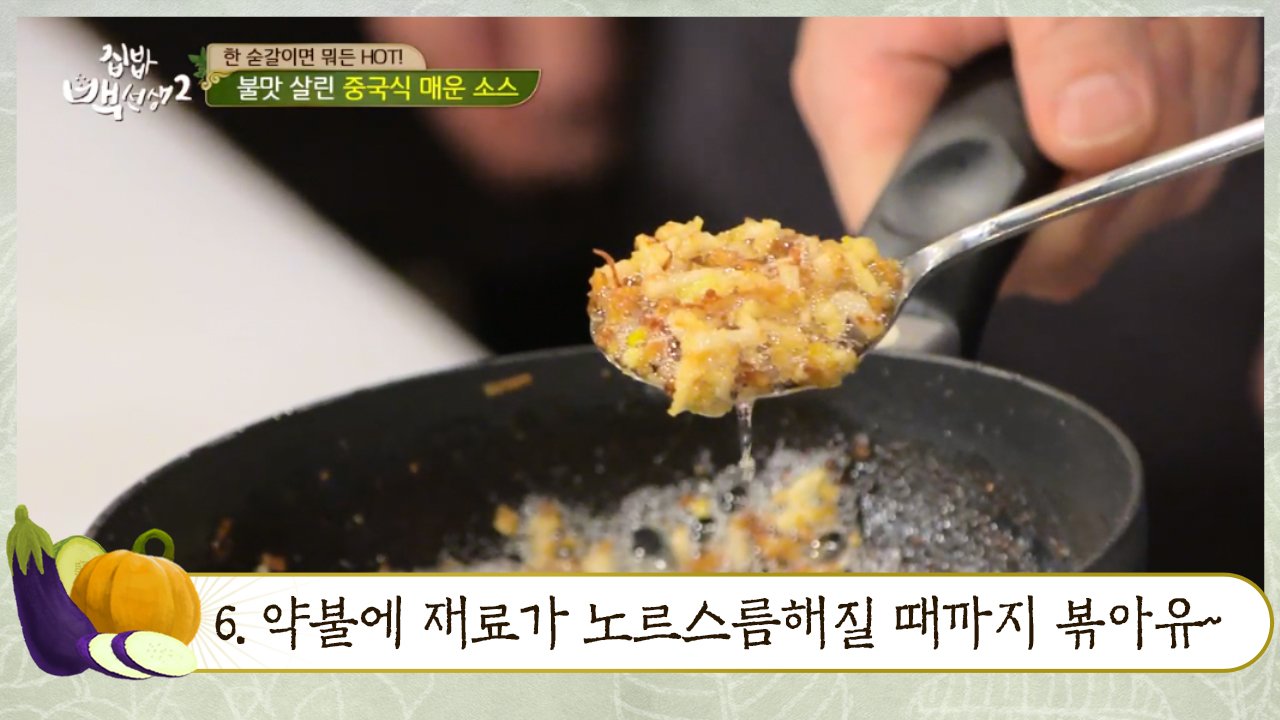 집밥
백선생2
한 숟갈이면 뭐든 HOT!
불맛 살린 중국식 매운 소스
6. 약불에 재료가 노르스름해질 때까지 볶아유~